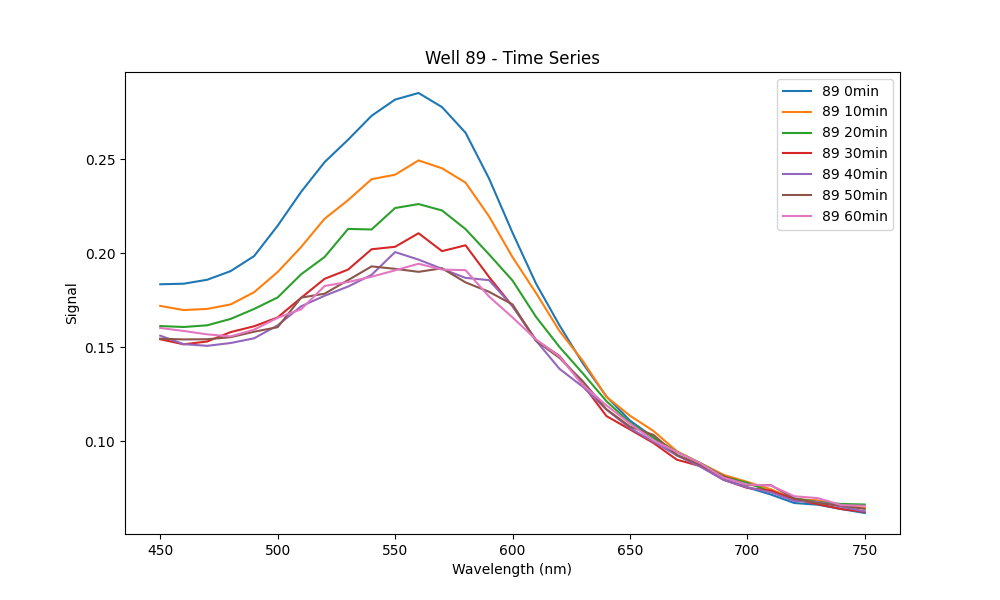 Well 89 - Time Series
89 0min
89 10min
89 20min
89 30min
89 40min
89 50min
89 60min
Signal
0.25
0.20
0.15
0.10
450 500 550 600 650 700 750
Wavelength (nm)